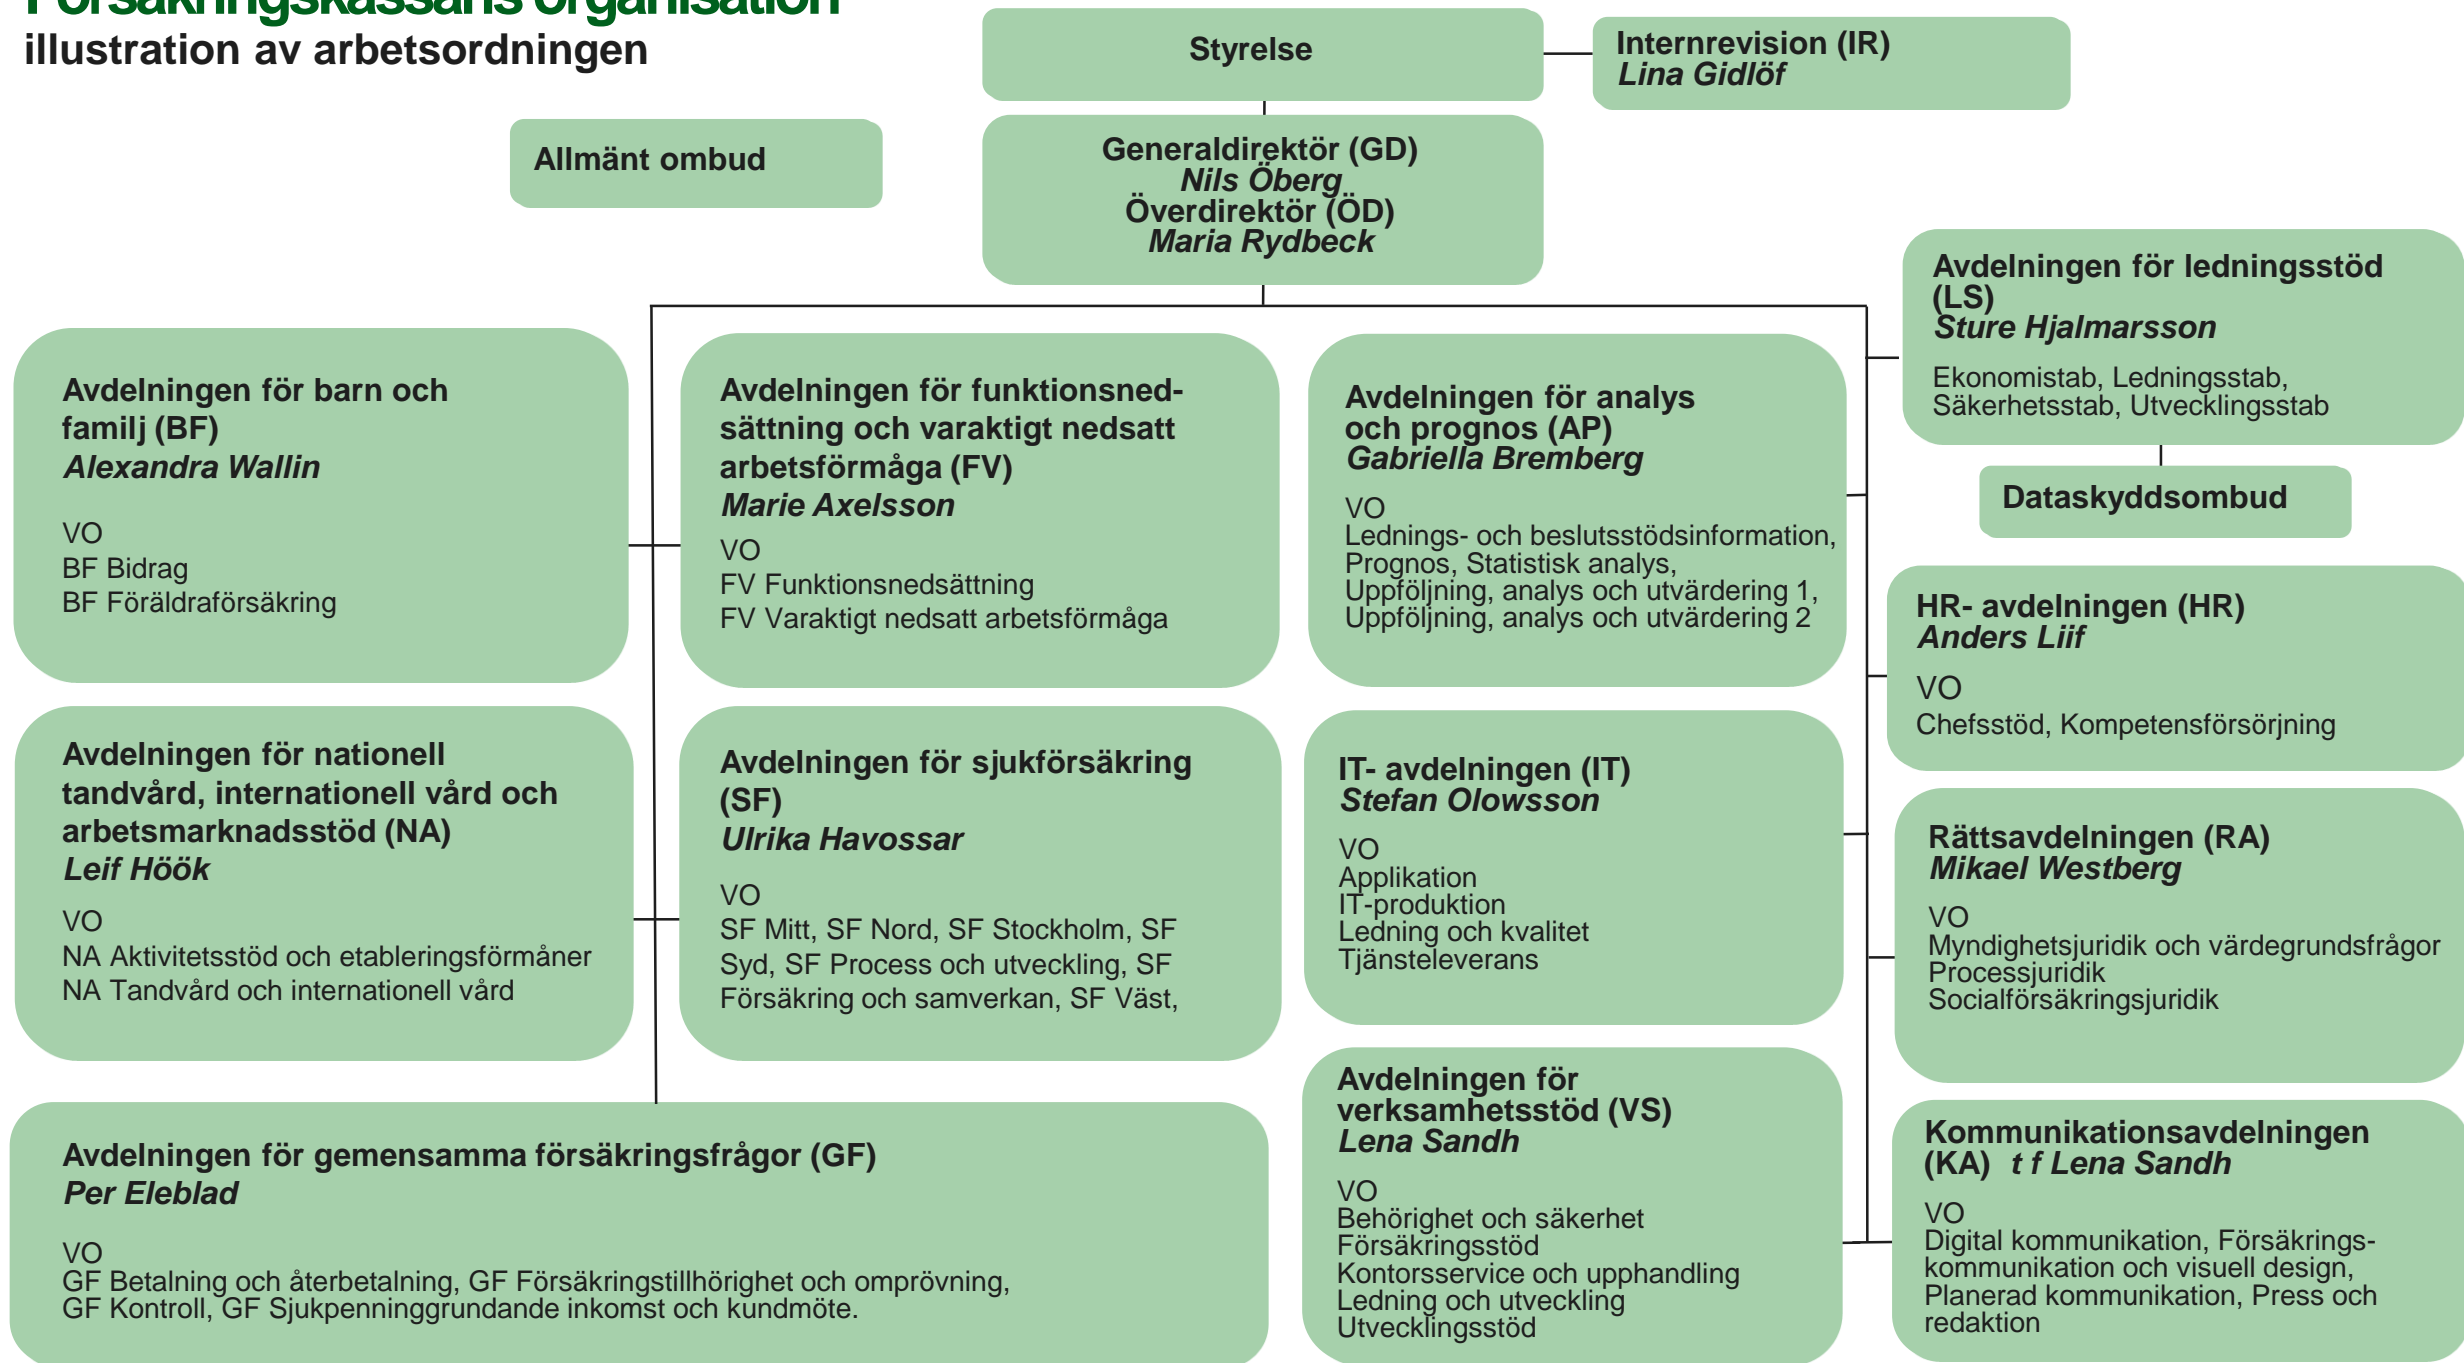 Försäkringskassans organisation
illustration av arbetsordningen
Styrelse
Internrevision (IR)
Lina Gidlöf
Allmänt ombud
Generaldirektör (GD)
Nils Öberg
Överdirektör (ÖD)
Maria Rydbeck
Avdelningen för ledningsstöd
(LS)
Sture Hjalmarsson
Ekonomistab, Ledningsstab,
Säkerhetsstab, Utvecklingsstab
Dataskyddsombud
Avdelningen för barn och
familj (BF)
Alexandra Wallin
VO
BF Bidrag
BF Föräldraförsäkring
Avdelningen för funktionsned-
sättning och varaktigt nedsatt
arbetsförmåga (FV)
Marie Axelsson
VO
FV Funktionsnedsättning
FV Varaktigt nedsatt arbetsförmåga
Avdelningen för analys
och prognos (AP)
Gabriella Bremberg
VO
Lednings- och beslutsstödsinformation,
Prognos, Statistisk analys,
Uppföljning, analys och utvärdering 1,
Uppföljning, analys och utvärdering 2
HR- avdelningen (HR)
Anders Liif
VO
Chefsstöd, Kompetensförsörjning
Avdelningen för nationell
tandvård, internationell vård och
arbetsmarknadsstöd (NA)
Leif Höök
VO
NA Aktivitetsstöd och etableringsförmåner
NA Tandvård och internationell vård
Avdelningen för sjukförsäkring
(SF)
Ulrika Havossar
VO
SF Mitt, SF Nord, SF Stockholm, SF
Syd, SF Process och utveckling, SF
Försäkring och samverkan, SF Väst,
IT- avdelningen (IT)
Stefan Olowsson
VO
Applikation
IT-produktion
Ledning och kvalitet
Tjänsteleverans
Rättsavdelningen (RA)
Mikael Westberg
VO
Myndighetsjuridik och värdegrundsfrågor
Processjuridik
Socialförsäkringsjuridik
Avdelningen för gemensamma försäkringsfrågor (GF)
Per Eleblad
VO
GF Betalning och återbetalning, GF Försäkringstillhörighet och omprövning,
GF Kontroll, GF Sjukpenninggrundande inkomst och kundmöte.
Avdelningen för
verksamhetsstöd (VS)
Lena Sandh
VO
Behörighet och säkerhet
Försäkringsstöd
Kontorsservice och upphandling
Ledning och utveckling
Utvecklingsstöd
Kommunikationsavdelningen
(KA) t f Lena Sandh
VO
Digital kommunikation, Försäkrings-
kommunikation och visuell design,
Planerad kommunikation, Press och
redaktion